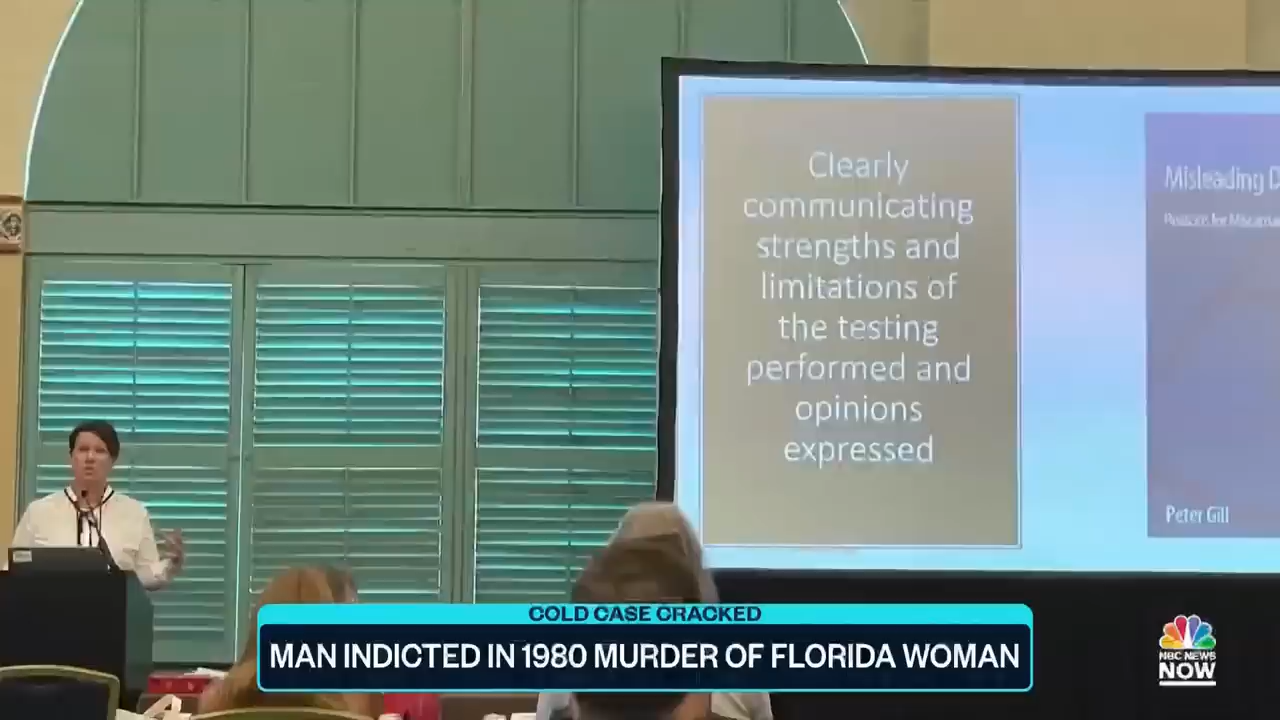 Clearly
communicating
strengths and
limitations of
the testing
performed and
opinions
expressed
Misleading D
Peter Gill
COLD CASE CRACKED
MAN INDICTED IN 1980 MURDER OF FLORIDA WOMAN
NBC NEWS
NOW